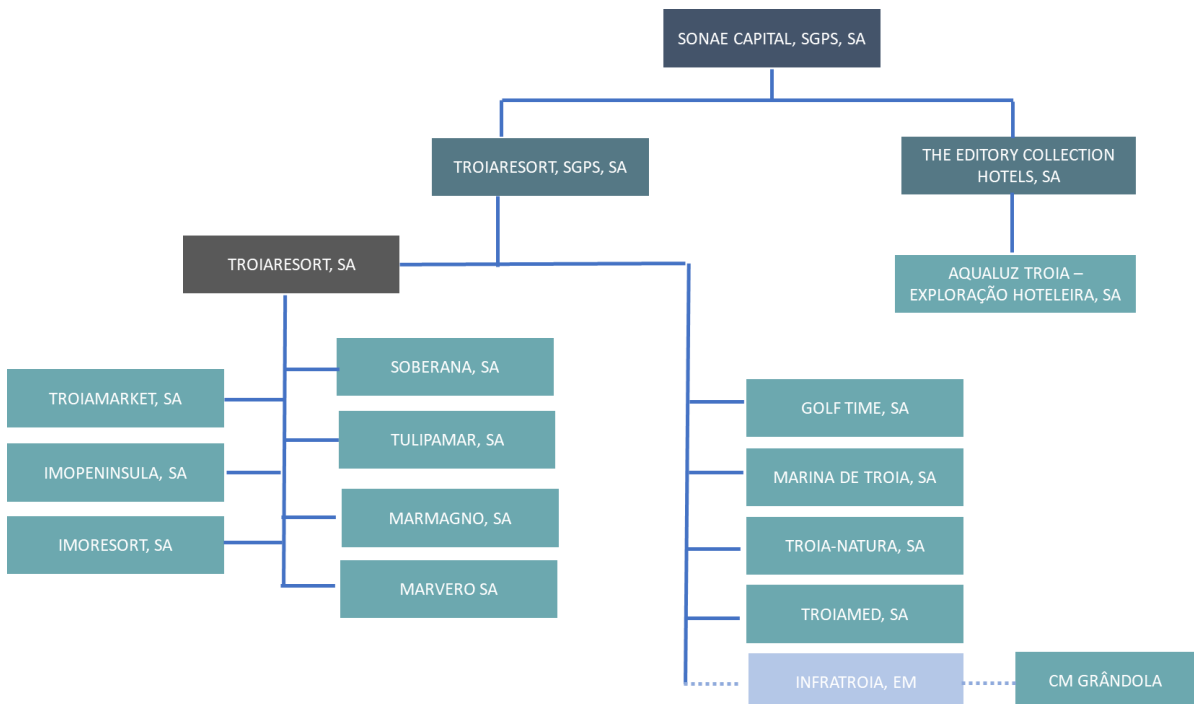 SONAE CAPITAL, SGPS, SA
TROIARESORT, SGPS, SA
THE EDITORY COLLECTION
HOTELS, SA
TROIARESORT, SA
AQUALUZ TROIA –
EXPLORAÇÃO HOTELEIRA, SA
SOBERANA, SA
TROIAMARKET, SA
TULIPAMAR, SA
IMOPENINSULA, SA
MARMAGNO, SA
IMORESORT, SA
MARVERO SA
GOLF TIME, SA
MARINA DE TROIA, SA
TROIA-NATURA, SA
TROIAMED, SA
INFRATROIA, EM
CM GRÂNDOLA